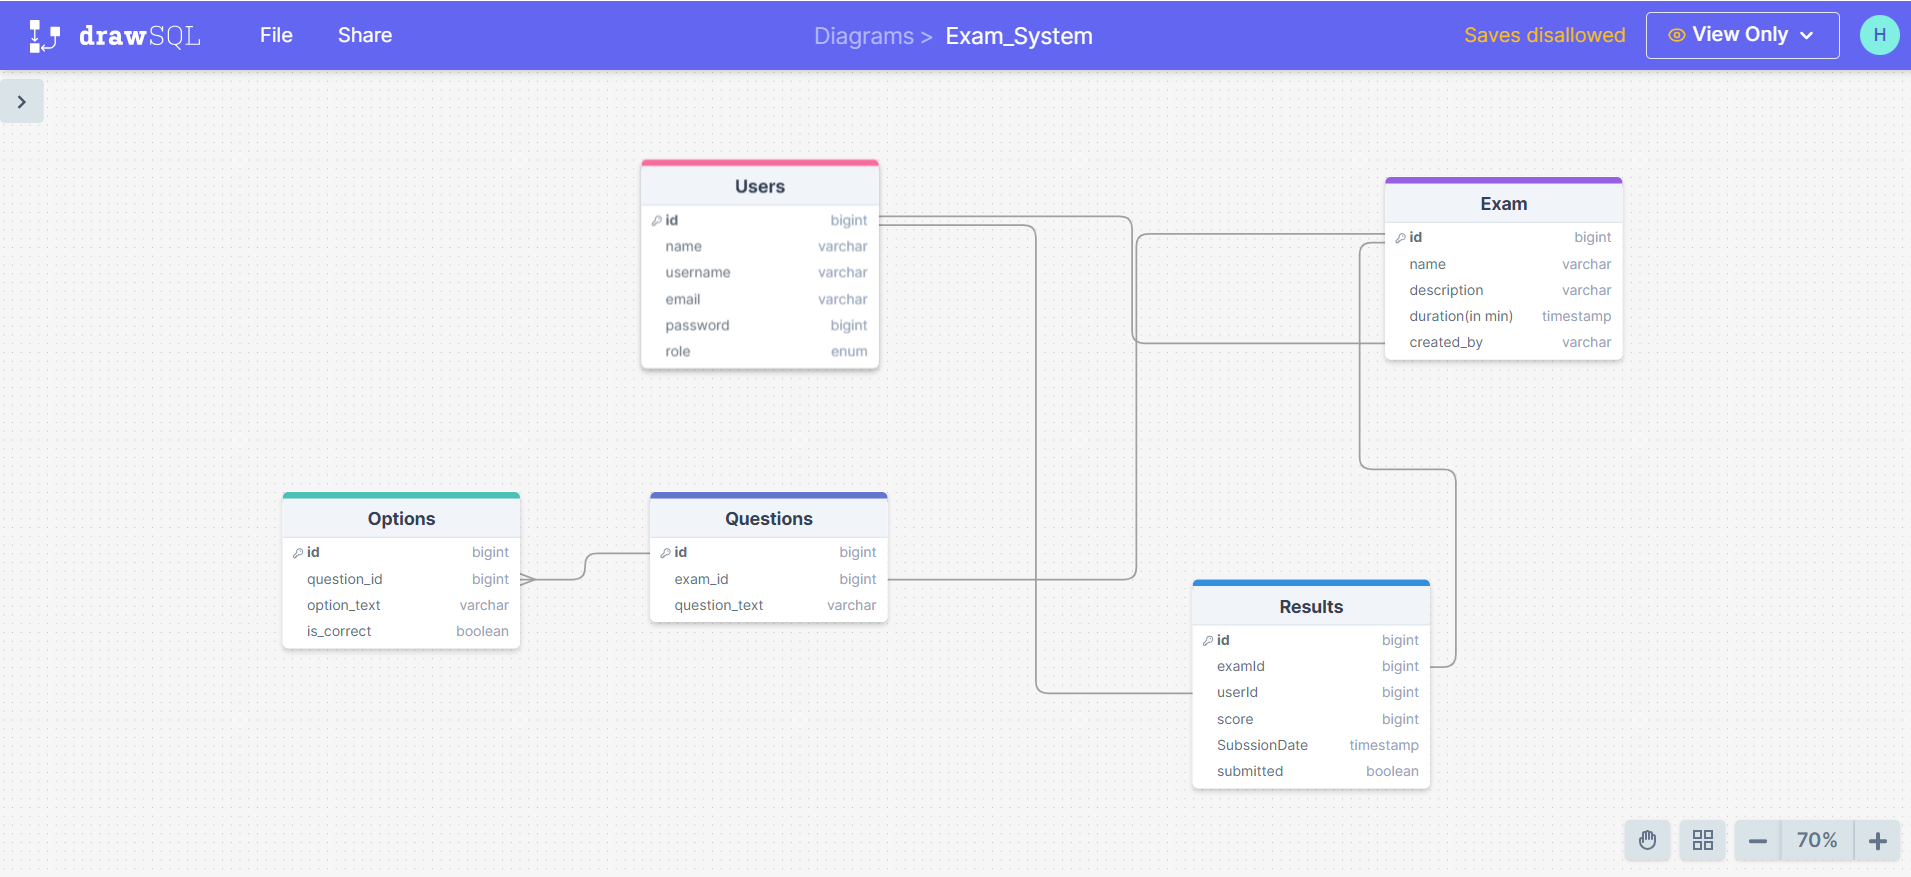 drawSQL File Share Diagrams > Exam_System Saves disallowed View Only H
Users
id bigint
name varchar
username varchar
email varchar
password bigint
role enum
Exam
id bigint
name varchar
description varchar
duration(in min) timestamp
created_by varchar
Options
id bigint
question_id bigint
option_text varchar
is_correct boolean
Questions
id bigint
exam_id bigint
question_text varchar
Results
id bigint
examId bigint
userId bigint
score bigint
SubssionDate timestamp
submitted boolean
70%